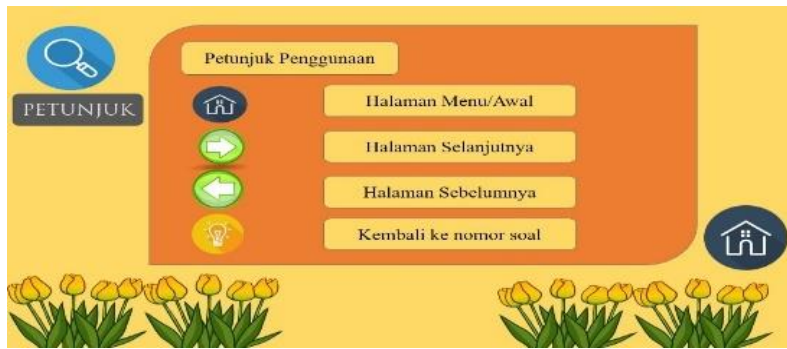 PETUNJUK
Petunjuk Penggunaan
Halaman Menu/Awal
Halaman Selanjutnya
Halaman Sebelumnya
Kembali ke nomor soal